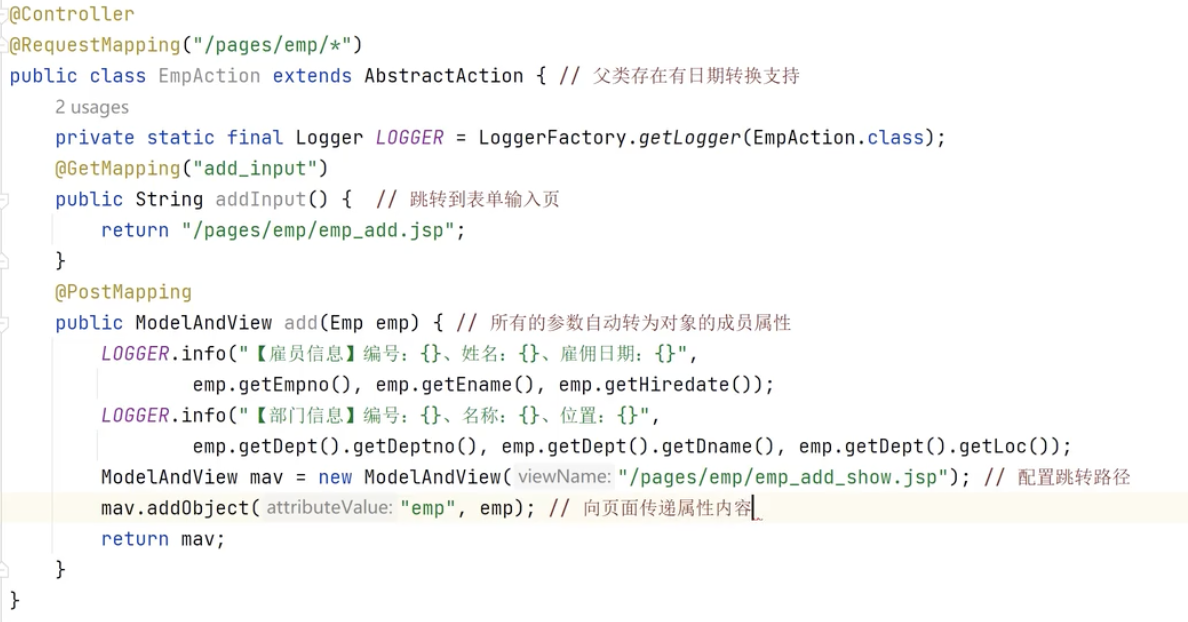 @Controller
@RequestMapping("/pages/emp/*")
public class EmpAction extends AbstractAction { // 父类存在有日期转换支持
2 usages
private static final Logger LOGGER = LoggerFactory.getLogger(EmpAction.class);
@GetMapping("add_input")
public String addInput() { // 跳转到表单输入页
return "/pages/emp/emp_add.jsp";
}
@PostMapping
public ModelAndView add(Emp emp) { // 所有的参数自动转为对象的成员属性
LOGGER.info("【雇员信息】编号：{}、姓名：{}、雇佣日期：{}",
emp.getEmpno(), emp.getEname(), emp.getHiredate());
LOGGER.info("【部门信息】编号：{}、名称：{}、位置：{}",
emp.getDept().getDeptno(), emp.getDept().getDname(), emp.getDept().getLoc());
ModelAndView mav = new ModelAndView( viewName: "/pages/emp/emp_add_show.jsp"); // 配置跳转路径
mav.addObject( attributeValue: "emp", emp); // 向页面传递属性内容
return mav;
}
}